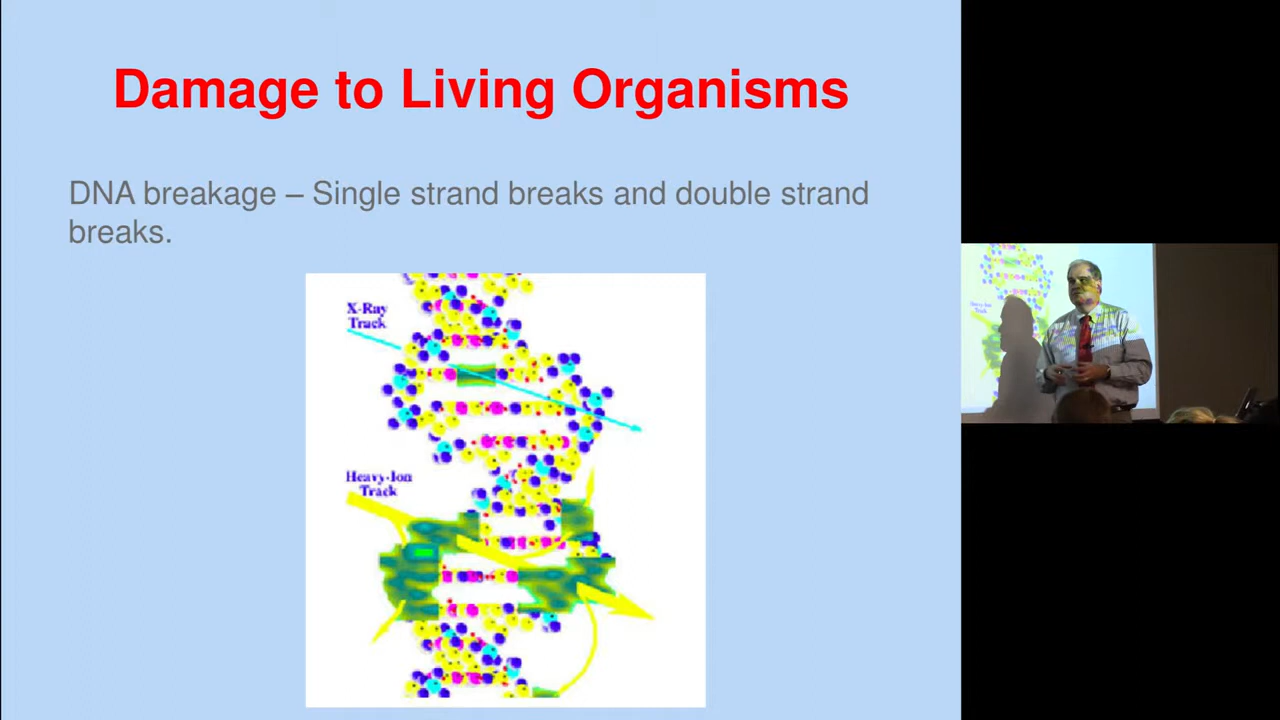 Damage to Living Organisms
DNA breakage – Single strand breaks and double strand
breaks.
X-Ray
Track
Heavy-Ion
Track